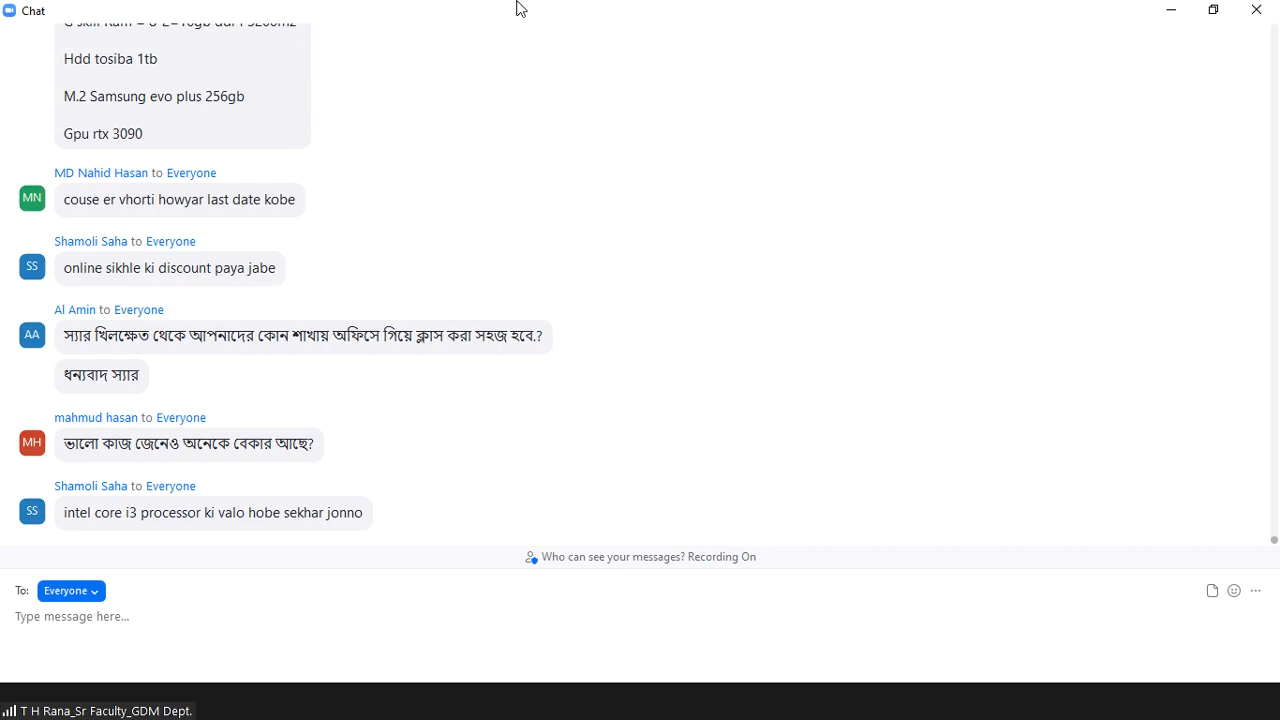 Chat
Hdd tosiba 1tb
M.2 Samsung evo plus 256gb
Gpu rtx 3090
MD Nahid Hasan to Everyone
MN
couse er vhorti howyar last date kobe
Shamoli Saha to Everyone
SS
online sikhle ki discount paya jabe
Al Amin to Everyone
AA
স্যার খিলক্ষেত থেকে আপনাদের কোন শাখায় অফিসে গিয়ে ক্লাস করা সহজ হবে.?
ধন্যবাদ স্যার
mahmud hasan to Everyone
MH
ভালো কাজ জেনেও অনেকে বেকার আছে?
Shamoli Saha to Everyone
SS
intel core i3 processor ki valo hobe sekhar jonno
Who can see your messages? Recording On
To: Everyone
Type message here...
T H Rana_Sr Faculty_GDM Dept.